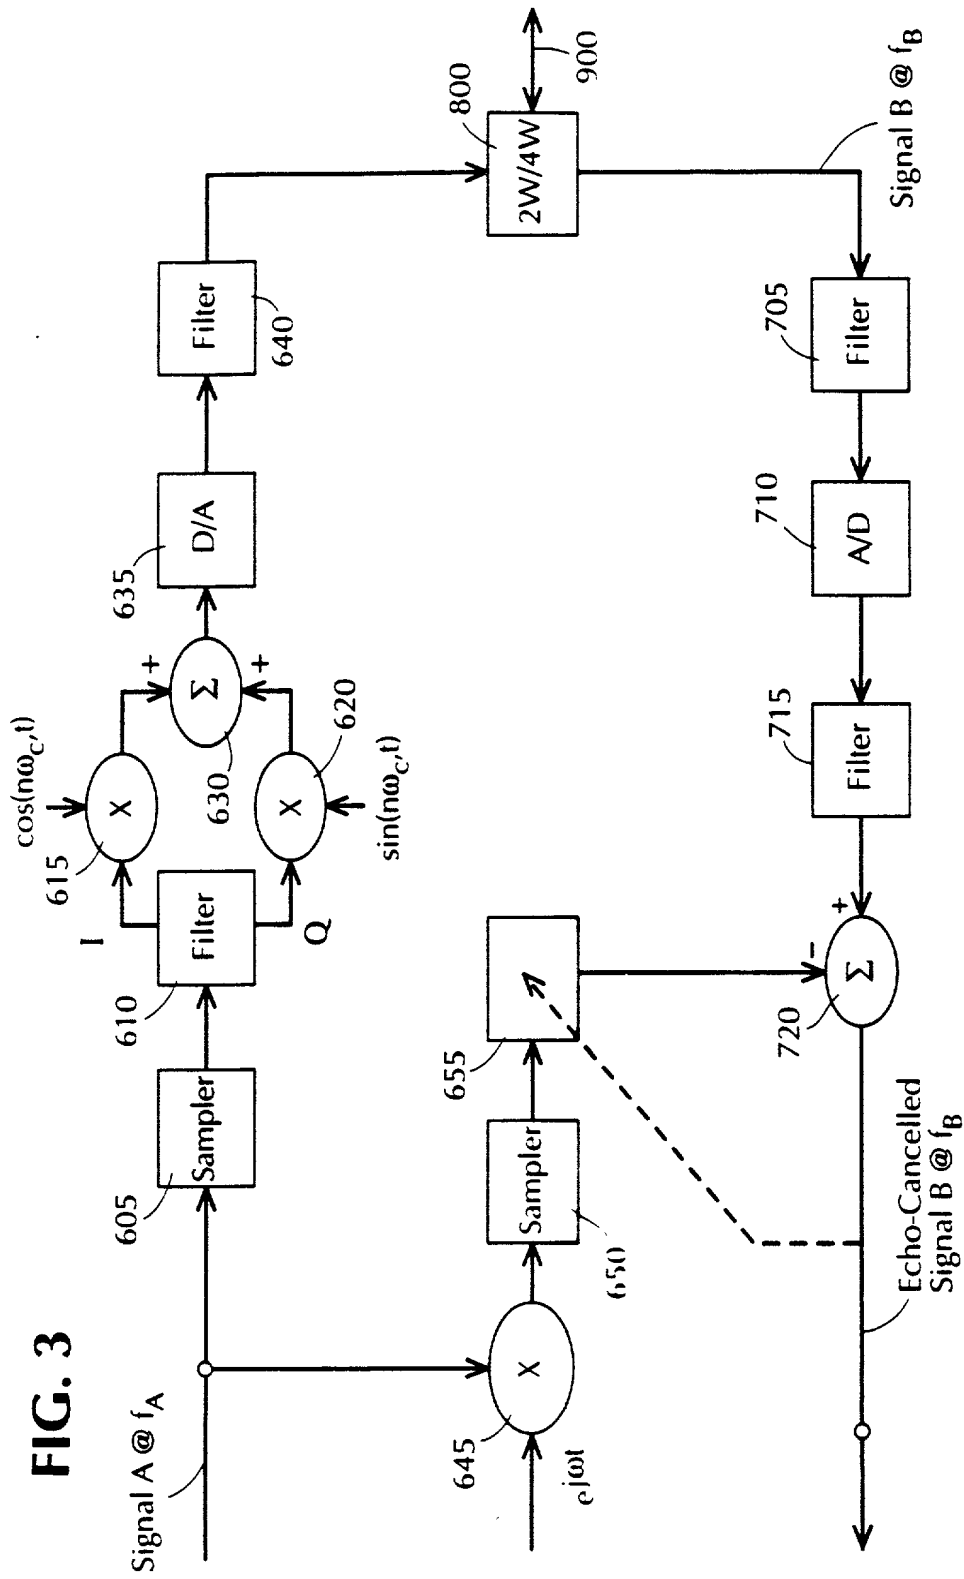 FIG. 3
Signal A @ fA
605
Sampler
610
Filter
I
Q
615
X
cos(nωc,t)
620
X
sin(nωc,t)
630
Σ
+
+
635
D/A
Filter
640
800
2W/4W
900
645
X
ejωt
Sampler
650
655
Signal B @ fB
705
Filter
710
A/D
715
Filter
720
Σ
+
-
Echo-Cancelled
Signal B @ fB